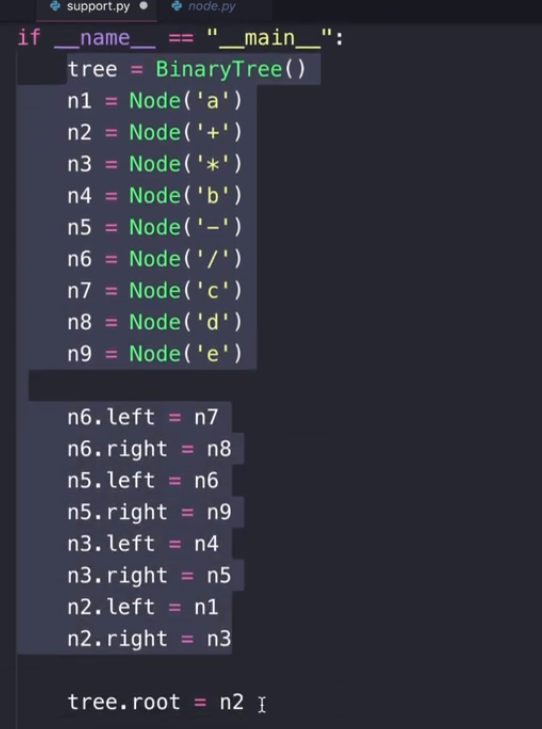 support.py node.py
if __name__ == "__main__":
tree = BinaryTree()
n1 = Node('a')
n2 = Node('+')
n3 = Node('*')
n4 = Node('b')
n5 = Node('-')
n6 = Node('/')
n7 = Node('c')
n8 = Node('d')
n9 = Node('e')
n6.left = n7
n6.right = n8
n5.left = n6
n5.right = n9
n3.left = n4
n3.right = n5
n2.left = n1
n2.right = n3
tree.root = n2